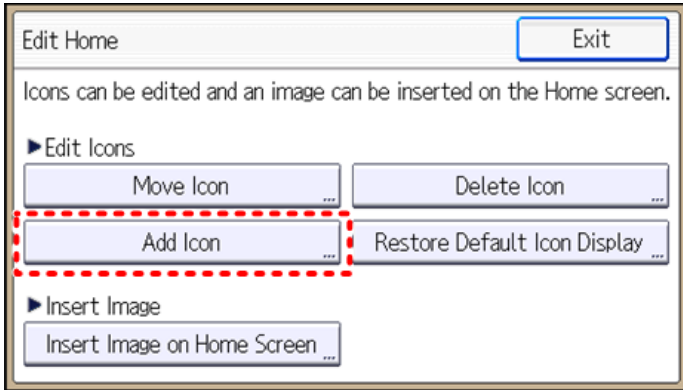 Edit Home
Exit
Icons can be edited and an image can be inserted on the Home screen.
►Edit Icons
Move Icon ...
Delete Icon ...
Add Icon ...
Restore Default Icon Display ...
►Insert Image
Insert Image on Home Screen ...